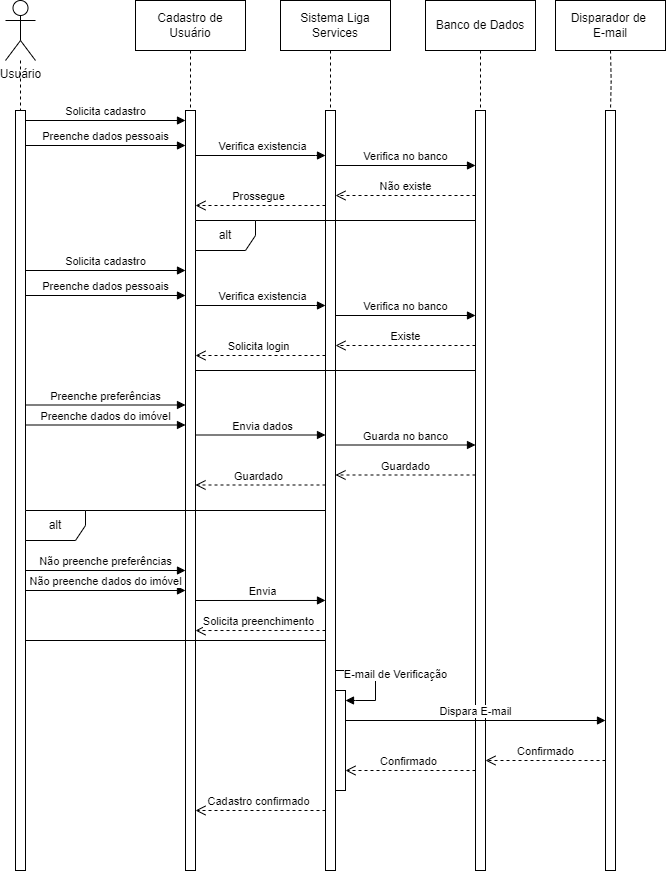 Cadastro de
Usuário
Sistema Liga
Services
Banco de Dados
Disparador de
E-mail
Usuário
Solicita cadastro
Preenche dados pessoais
Verifica existencia
Verifica no banco
Não existe
Prossegue
alt
Solicita cadastro
Preenche dados pessoais
Verifica existencia
Verifica no banco
Existe
Solicita login
Preenche preferências
Preenche dados do imóvel
Envia dados
Guarda no banco
Guardado
Guardado
alt
Não preenche preferências
Não preenche dados do imóvel
Envia
Solicita preenchimento
E-mail de Verificação
Dispara E-mail
Confirmado
Confirmado
Cadastro confirmado